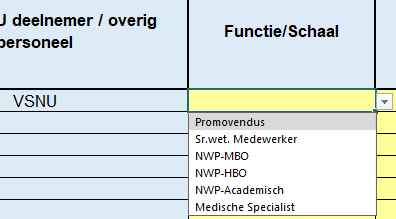 U deelnemer / overig
personeel
Functie/Schaal
VSNU
Promovendus
Sr.wet. Medewerker
NWP-MBO
NWP-HBO
NWP-Academisch
Medische Specialist